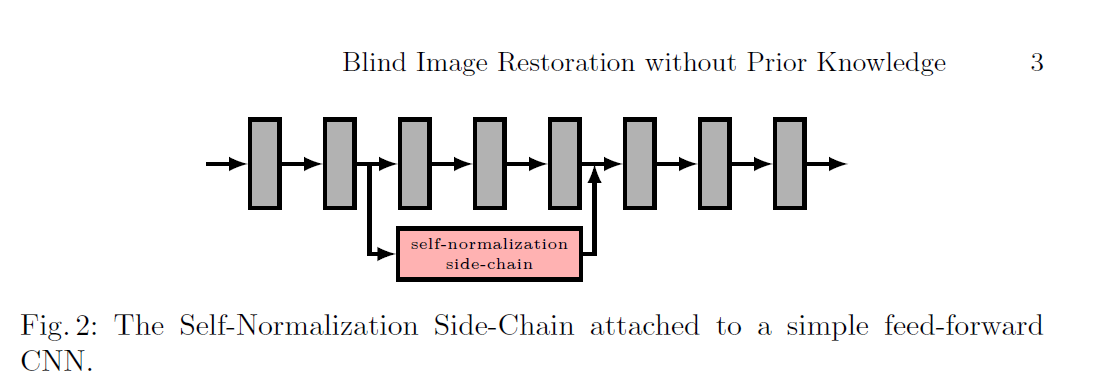 Blind Image Restoration without Prior Knowledge 3
self-normalization
side-chain
Fig. 2: The Self-Normalization Side-Chain attached to a simple feed-forward
CNN.